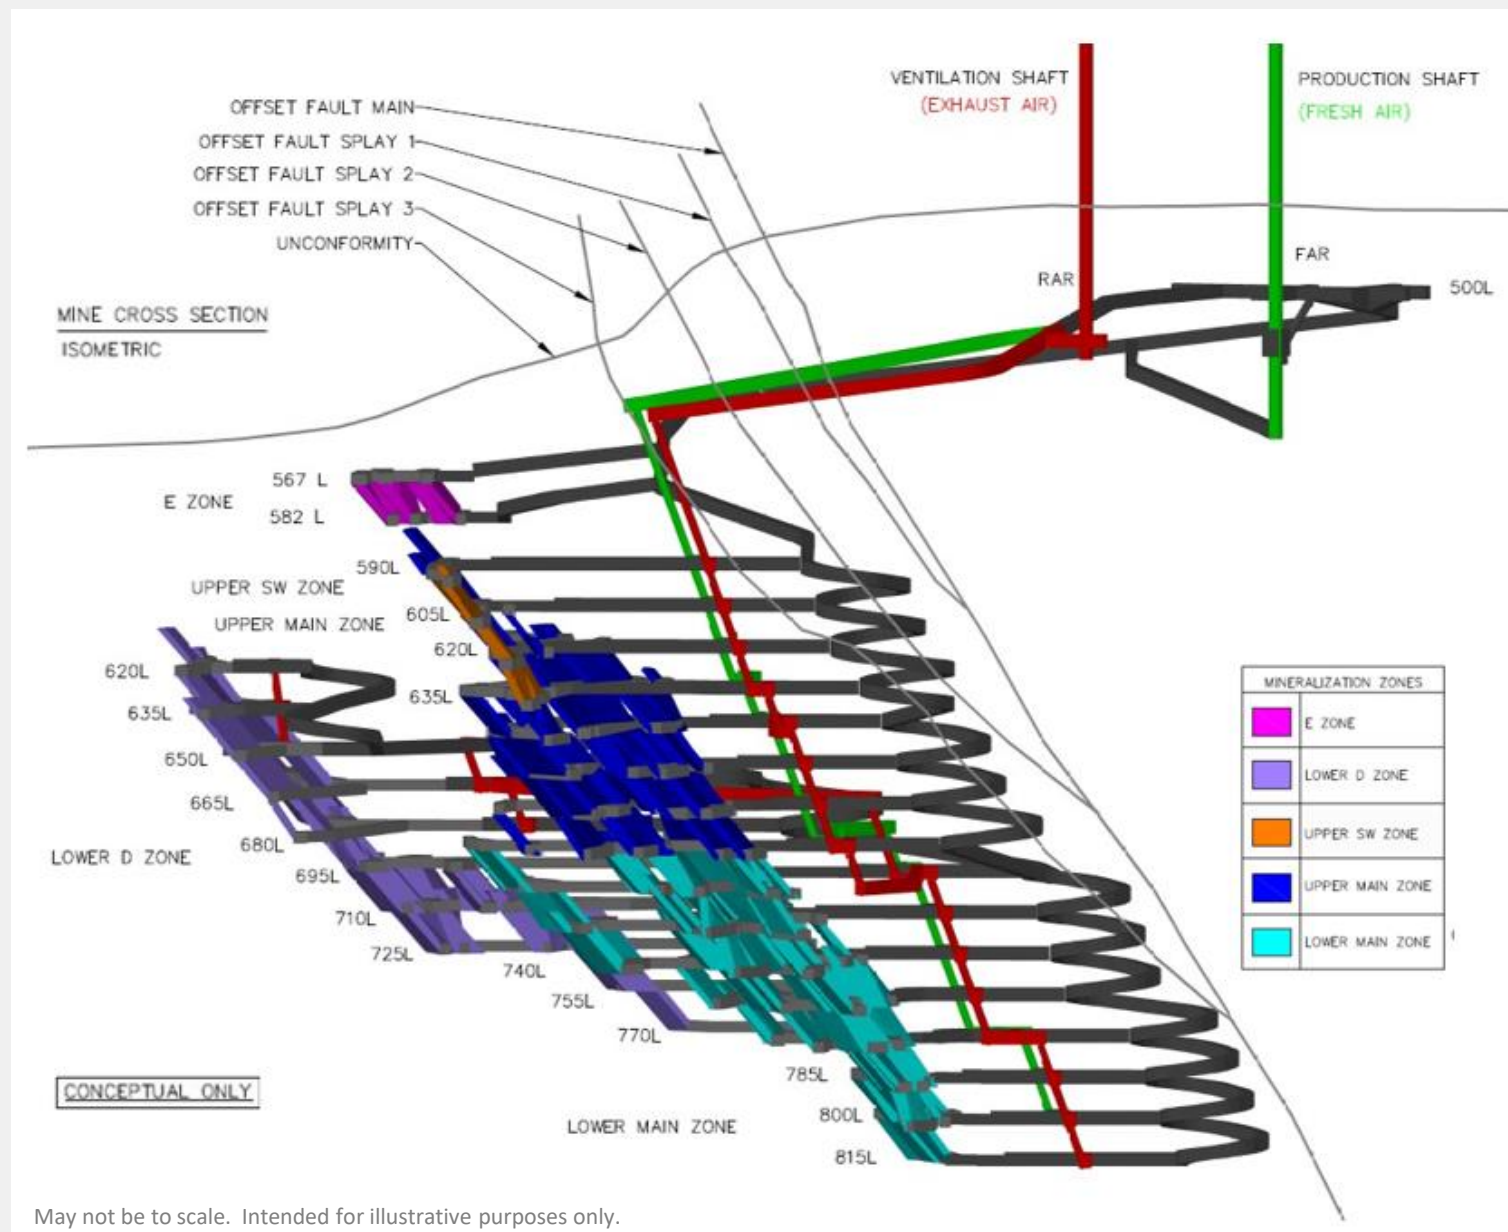 VENTILATION SHAFT
(EXHAUST AIR)
PRODUCTION SHAFT
(FRESH AIR)
OFFSET FAULT MAIN
OFFSET FAULT SPLAY 1
OFFSET FAULT SPLAY 2
OFFSET FAULT SPLAY 3
UNCONFORMITY
FAR
RAR
500L
MINE CROSS SECTION
ISOMETRIC
567 L
E ZONE
582 L
590L
UPPER SW ZONE
605L
UPPER MAIN ZONE
620L
620L
635L
635L
650L
665L
680L
LOWER D ZONE
695L
710L
725L
740L
755L
770L
785L
800L
815L
LOWER MAIN ZONE
MINERALIZATION ZONES
E ZONE
LOWER D ZONE
UPPER SW ZONE
UPPER MAIN ZONE
LOWER MAIN ZONE
CONCEPTUAL ONLY
May not be to scale. Intended for illustrative purposes only.